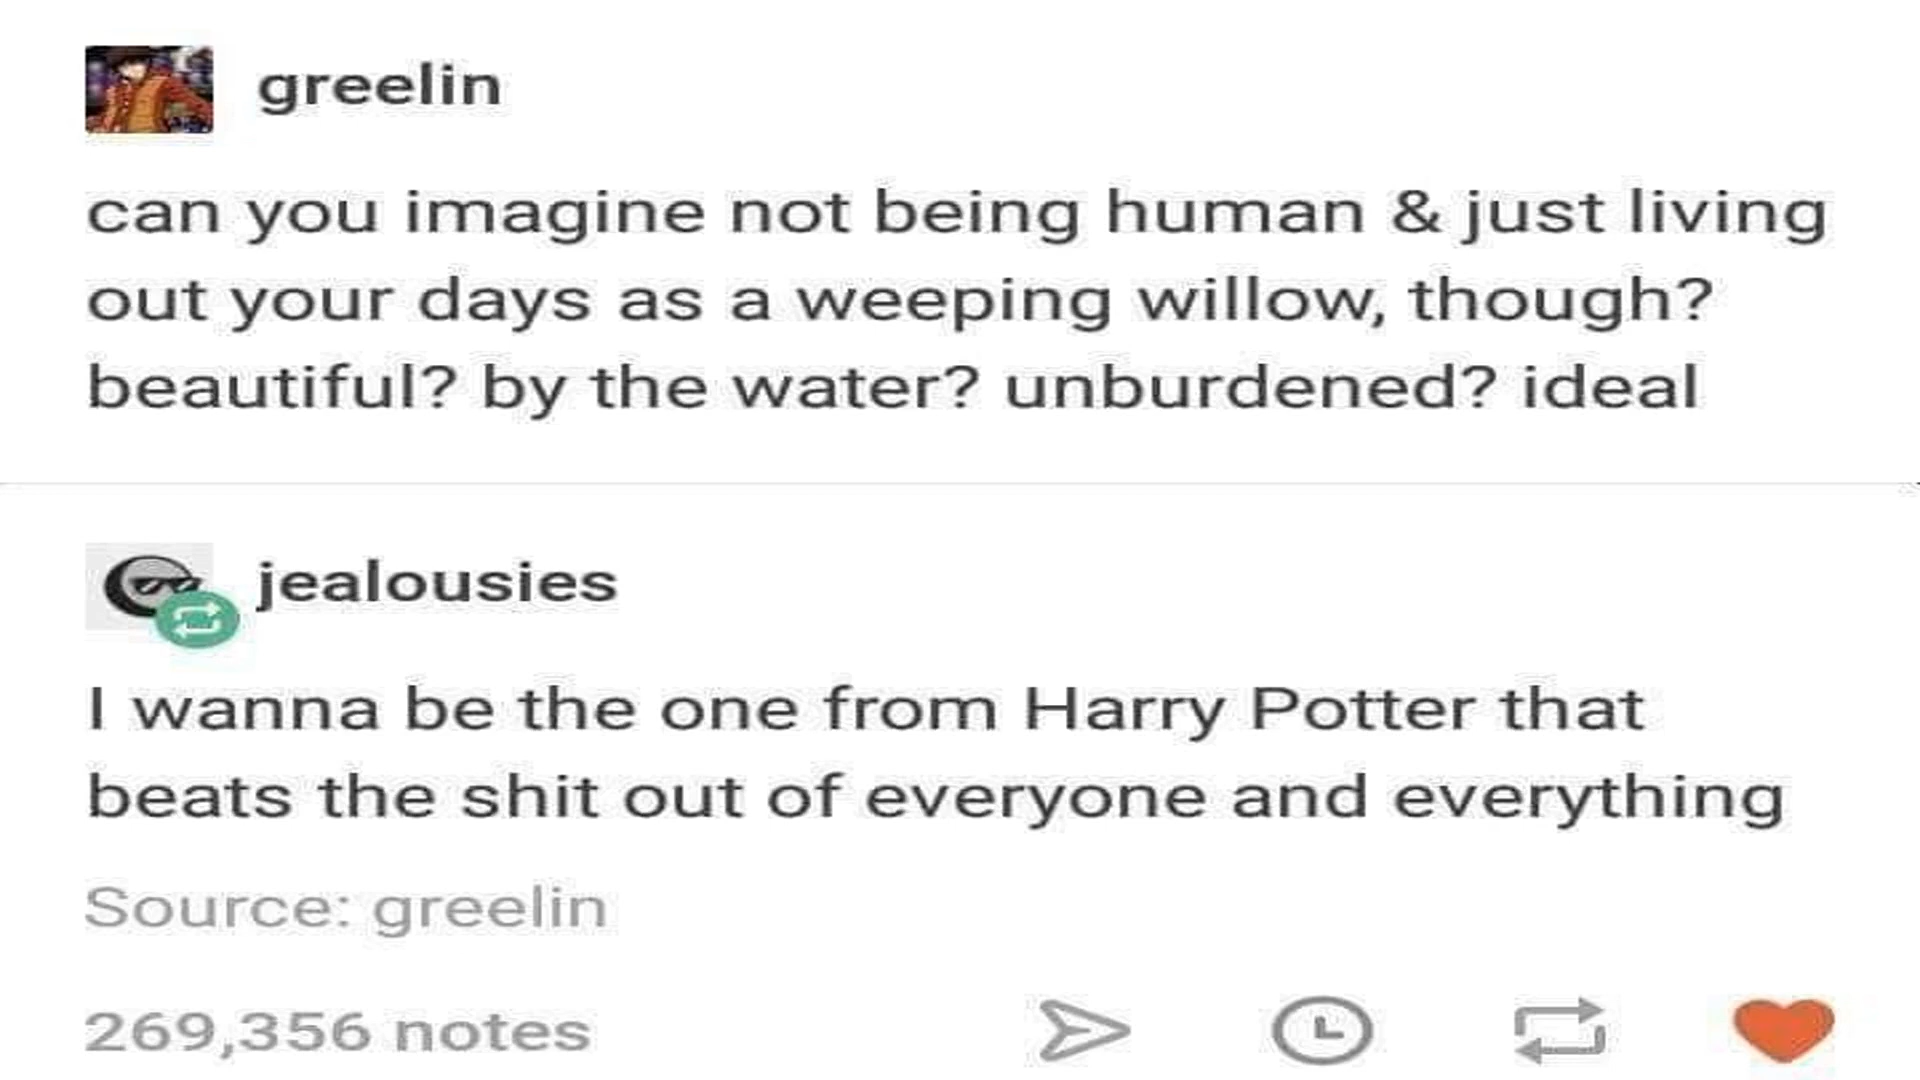 greelin
can you imagine not being human & just living
out your days as a weeping willow, though?
beautiful? by the water? unburdened? ideal
jealousies
I wanna be the one from Harry Potter that
beats the shit out of everyone and everything
Source: greelin
269,356 notes